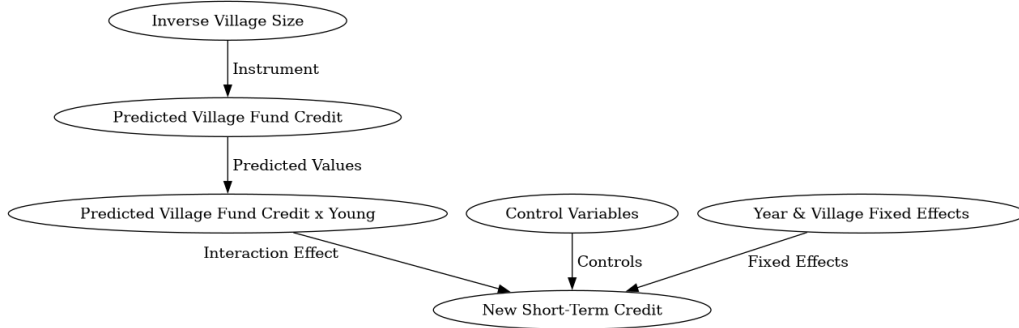 Inverse Village Size
Instrument
Predicted Village Fund Credit
Predicted Values
Predicted Village Fund Credit x Young
Control Variables
Year & Village Fixed Effects
Interaction Effect
Controls
Fixed Effects
New Short-Term Credit